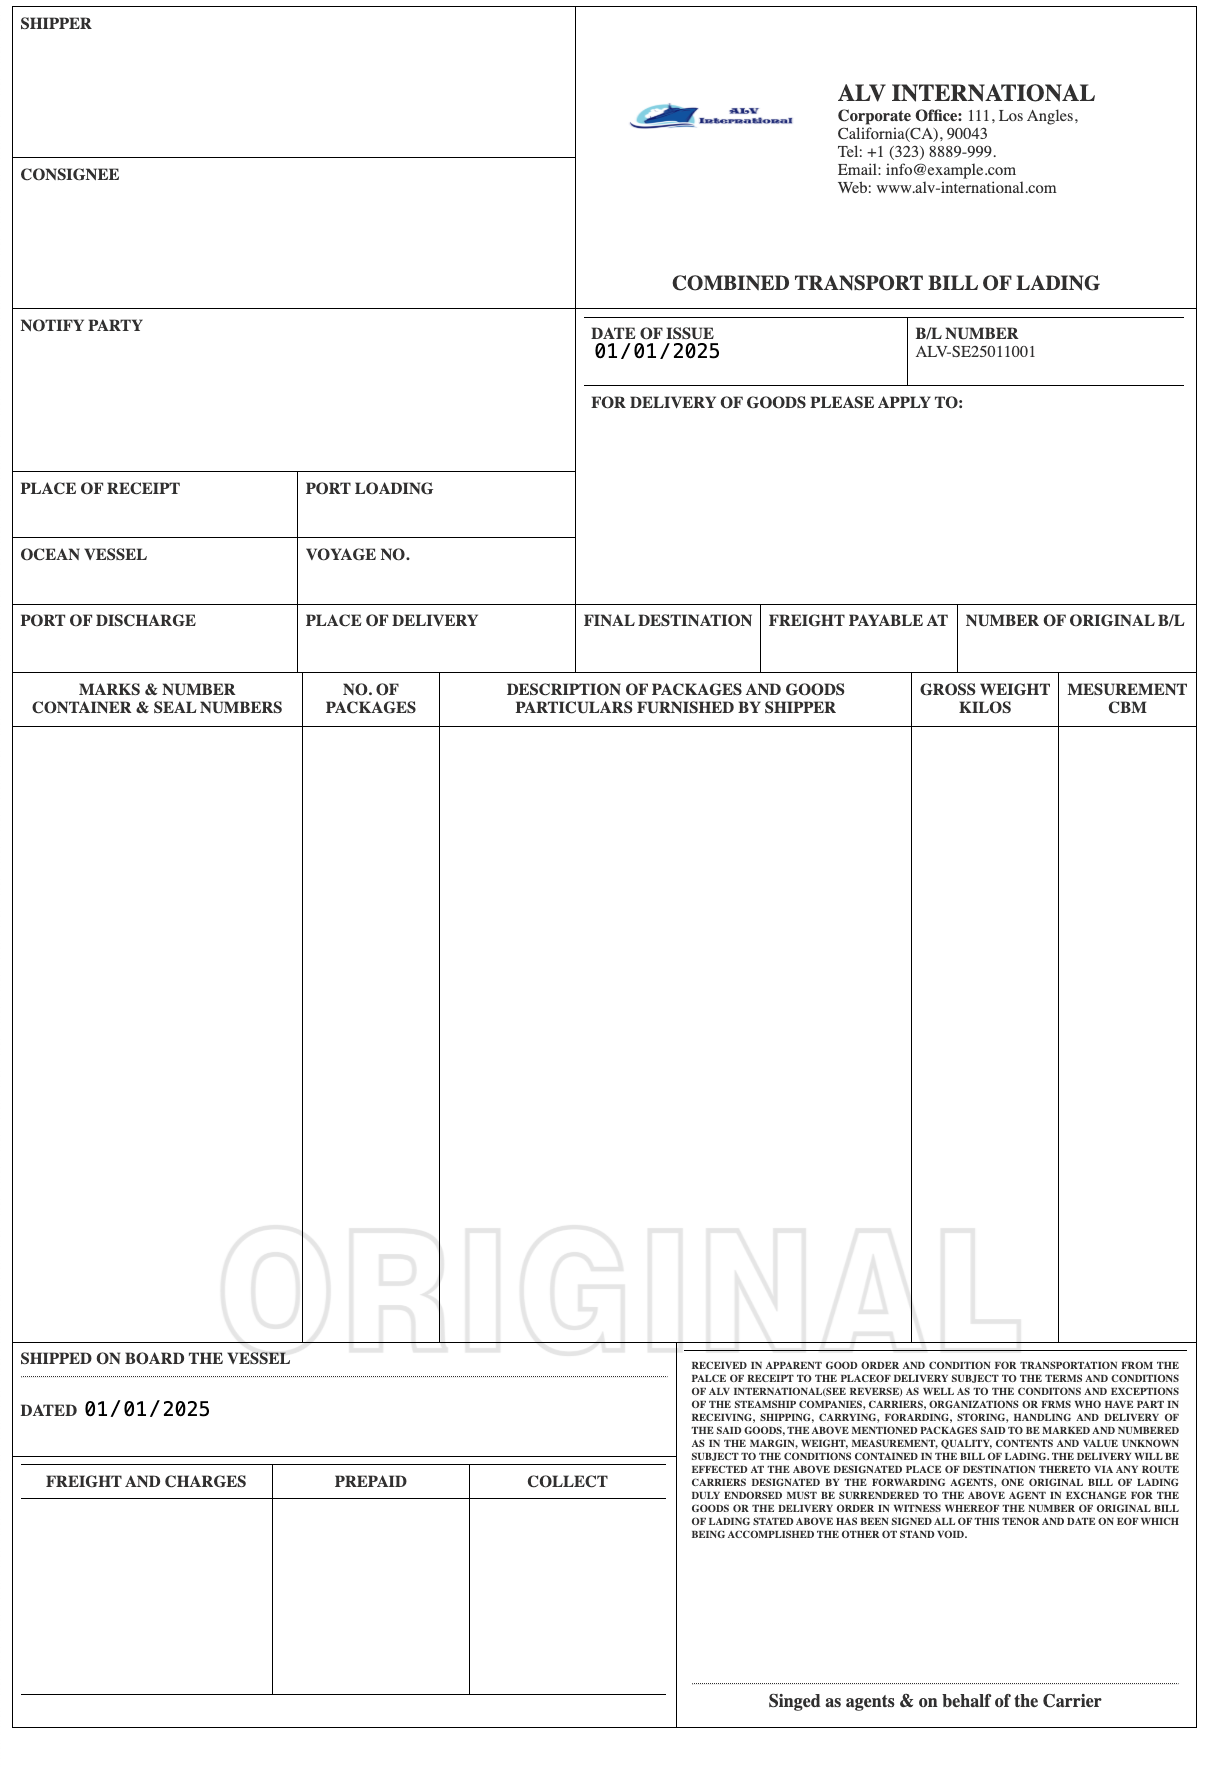 SHIPPER
ALV
International
ALV INTERNATIONAL
Corporate Office: 111, Los Angles,
California(CA), 90043
Tel: +1 (323) 8889-999.
Email: info@example.com
Web: www.alv-international.com
CONSIGNEE
COMBINED TRANSPORT BILL OF LADING
NOTIFY PARTY
DATE OF ISSUE
01/01/2025
B/L NUMBER
ALV-SE25011001
FOR DELIVERY OF GOODS PLEASE APPLY TO:
PLACE OF RECEIPT
PORT LOADING
OCEAN VESSEL
VOYAGE NO.
PORT OF DISCHARGE
PLACE OF DELIVERY
FINAL DESTINATION
FREIGHT PAYABLE AT
NUMBER OF ORIGINAL B/L
MARKS & NUMBER
CONTAINER & SEAL NUMBERS
NO. OF
PACKAGES
DESCRIPTION OF PACKAGES AND GOODS
PARTICULARS FURNISHED BY SHIPPER
GROSS WEIGHT
KILOS
MESUREMENT
CBM
ORIGINAL
SHIPPED ON BOARD THE VESSEL
DATED 01/01/2025
FREIGHT AND CHARGES
PREPAID
COLLECT
RECEIVED IN APPARENT GOOD ORDER AND CONDITION FOR TRANSPORTATION FROM THE
PALCE OF RECEIPT TO THE PLACEOF DELIVERY SUBJECT TO THE TERMS AND CONDITIONS
OF ALV INTERNATIONAL(SEE REVERSE) AS WELL AS TO THE CONDITONS AND EXCEPTIONS
OF THE STEAMSHIP COMPANIES, CARRIERS, ORGANIZATIONS OR FRMS WHO HAVE PART IN
RECEIVING, SHIPPING, CARRYING, FORARDING, STORING, HANDLING AND DELIVERY OF
THE SAID GOODS, THE ABOVE MENTIONED PACKAGES SAID TO BE MARKED AND NUMBERED
AS IN THE MARGIN, WEIGHT, MEASUREMENT, QUALITY, CONTENTS AND VALUE UNKNOWN
SUBJECT TO THE CONDITIONS CONTAINED IN THE BILL OF LADING. THE DELIVERY WILL BE
EFFECTED AT THE ABOVE DESIGNATED PLACE OF DESTINATION THERETO VIA ANY ROUTE
CARRIERS DESIGNATED BY THE FORWARDING AGENTS, ONE ORIGINAL BILL OF LADING
DULY ENDORSED MUST BE SURRENDERED TO THE ABOVE AGENT IN EXCHANGE FOR THE
GOODS OR THE DELIVERY ORDER IN WITNESS WHEREOF THE NUMBER OF ORIGINAL BILL
OF LADING STATED ABOVE HAS BEEN SIGNED ALL OF THIS TENOR AND DATE ON EOF WHICH
BEING ACCOMPLISHED THE OTHER OT STAND VOID.
Singed as agents & on behalf of the Carrier